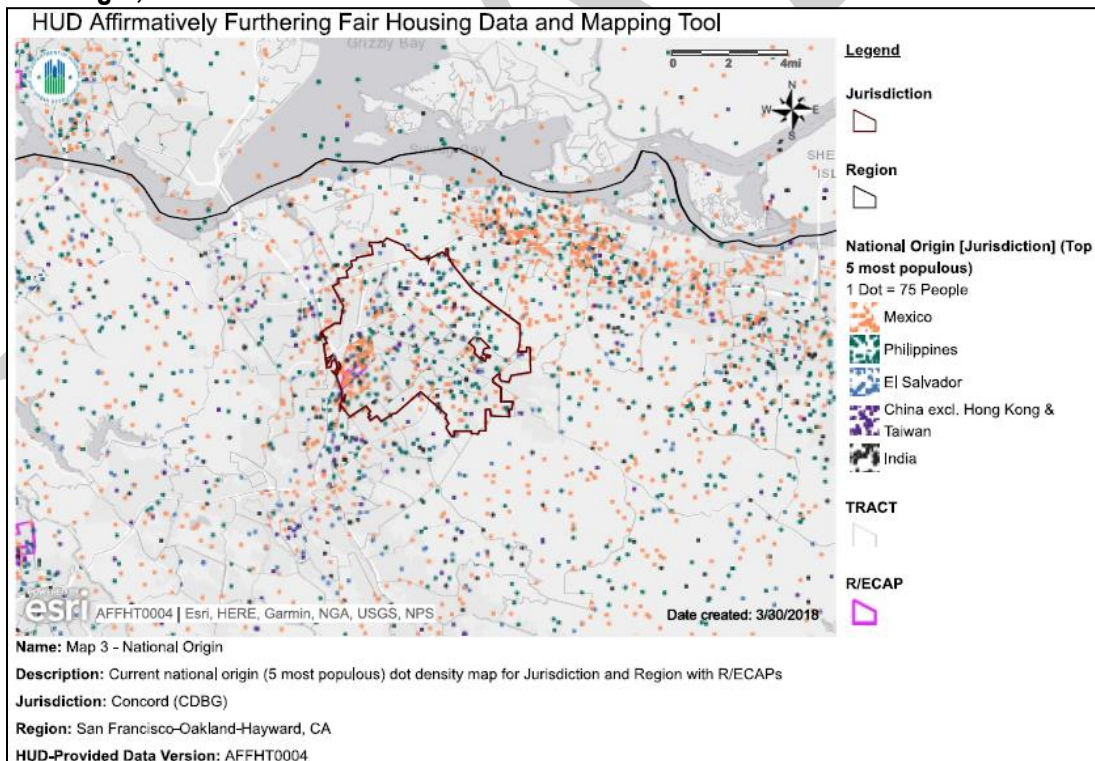 HUD Affirmatively Furthering Fair Housing Data and Mapping Tool
Grizzly Bay
0 2 4mi
N
W E
S
Suisun Bay
SHE
ISL
Legend
Jurisdiction
Region
National Origin [Jurisdiction] (Top
5 most populous)
1 Dot = 75 People
Mexico
Philippines
El Salvador
China excl. Hong Kong &
Taiwan
India
TRACT
R/ECAP
POWERED BY
esri
AFFHT0004 | Esri, HERE, Garmin, NGA, USGS, NPS
Date created: 3/30/2018
Name: Map 3 - National Origin
Description: Current national origin (5 most populous) dot density map for Jurisdiction and Region with R/ECAPs
Jurisdiction: Concord (CDBG)
Region: San Francisco-Oakland-Hayward, CA
HUD-Provided Data Version: AFFHT0004